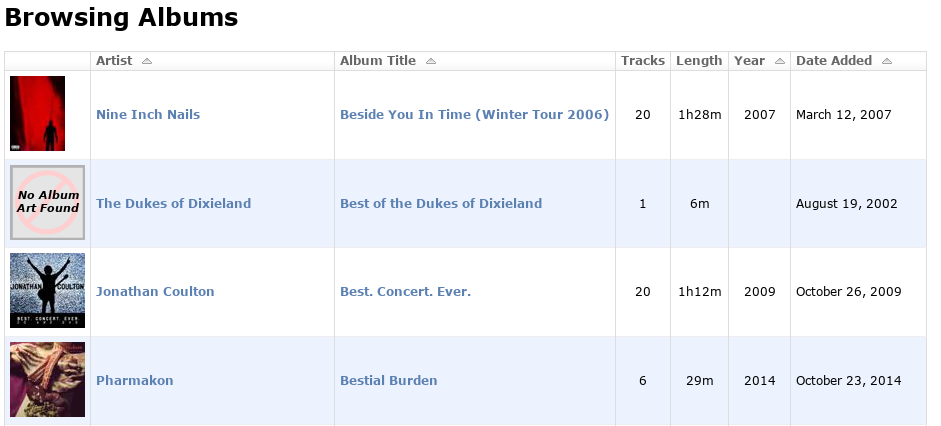 Browsing Albums
Artist Album Title Tracks Length Year Date Added
Nine Inch Nails Beside You In Time (Winter Tour 2006) 20 1h28m 2007 March 12, 2007
No Album
Art Found
The Dukes of Dixieland Best of the Dukes of Dixieland 1 6m August 19, 2002
JONATHAN COULTON
BEST. CONCERT. EVER.
Jonathan Coulton Best. Concert. Ever. 20 1h12m 2009 October 26, 2009
Pharmakon Bestial Burden 6 29m 2014 October 23, 2014